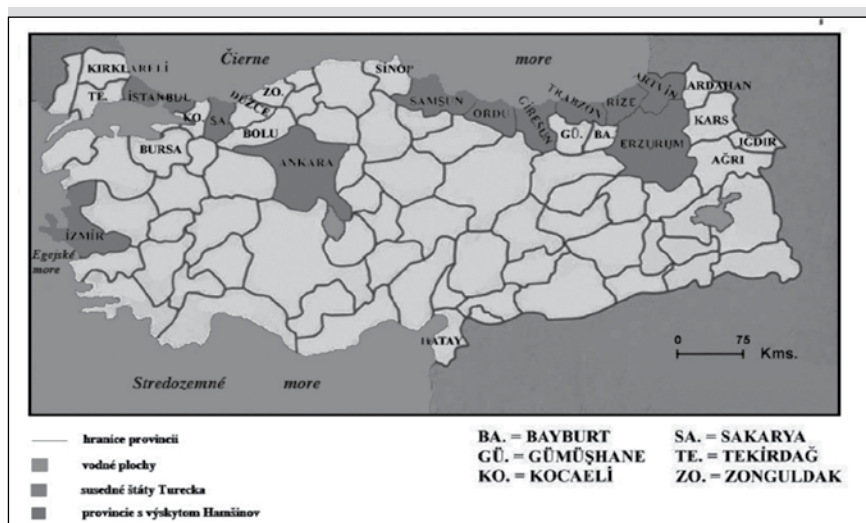 Čierne more
KIRKLARELİ
SİNOP
TE. İSTANBUL
ZO.
DÜZCE
KO. SA.
BOLU
BURSA
ANKARA
SAMSUN
ORDU
GİRESUN
TRABZON
RİZE
ARTVİN
ARDAHAN
KARS
GÜ. BA.
ERZURUM
IĞDIR
AĞRI
İZMİR
Egejské
more
HATAY
Stredozemné more
0 75
Kms.
hranice provincií
vodné plochy
susedné štáty Turecka
provincie s výskytom Hamšinov
BA. = BAYBURT
GÜ. = GÜMÜŞHANE
KO. = KOCAELİ
SA. = SAKARYA
TE. = TEKİRDAĞ
ZO. = ZONGULDAK